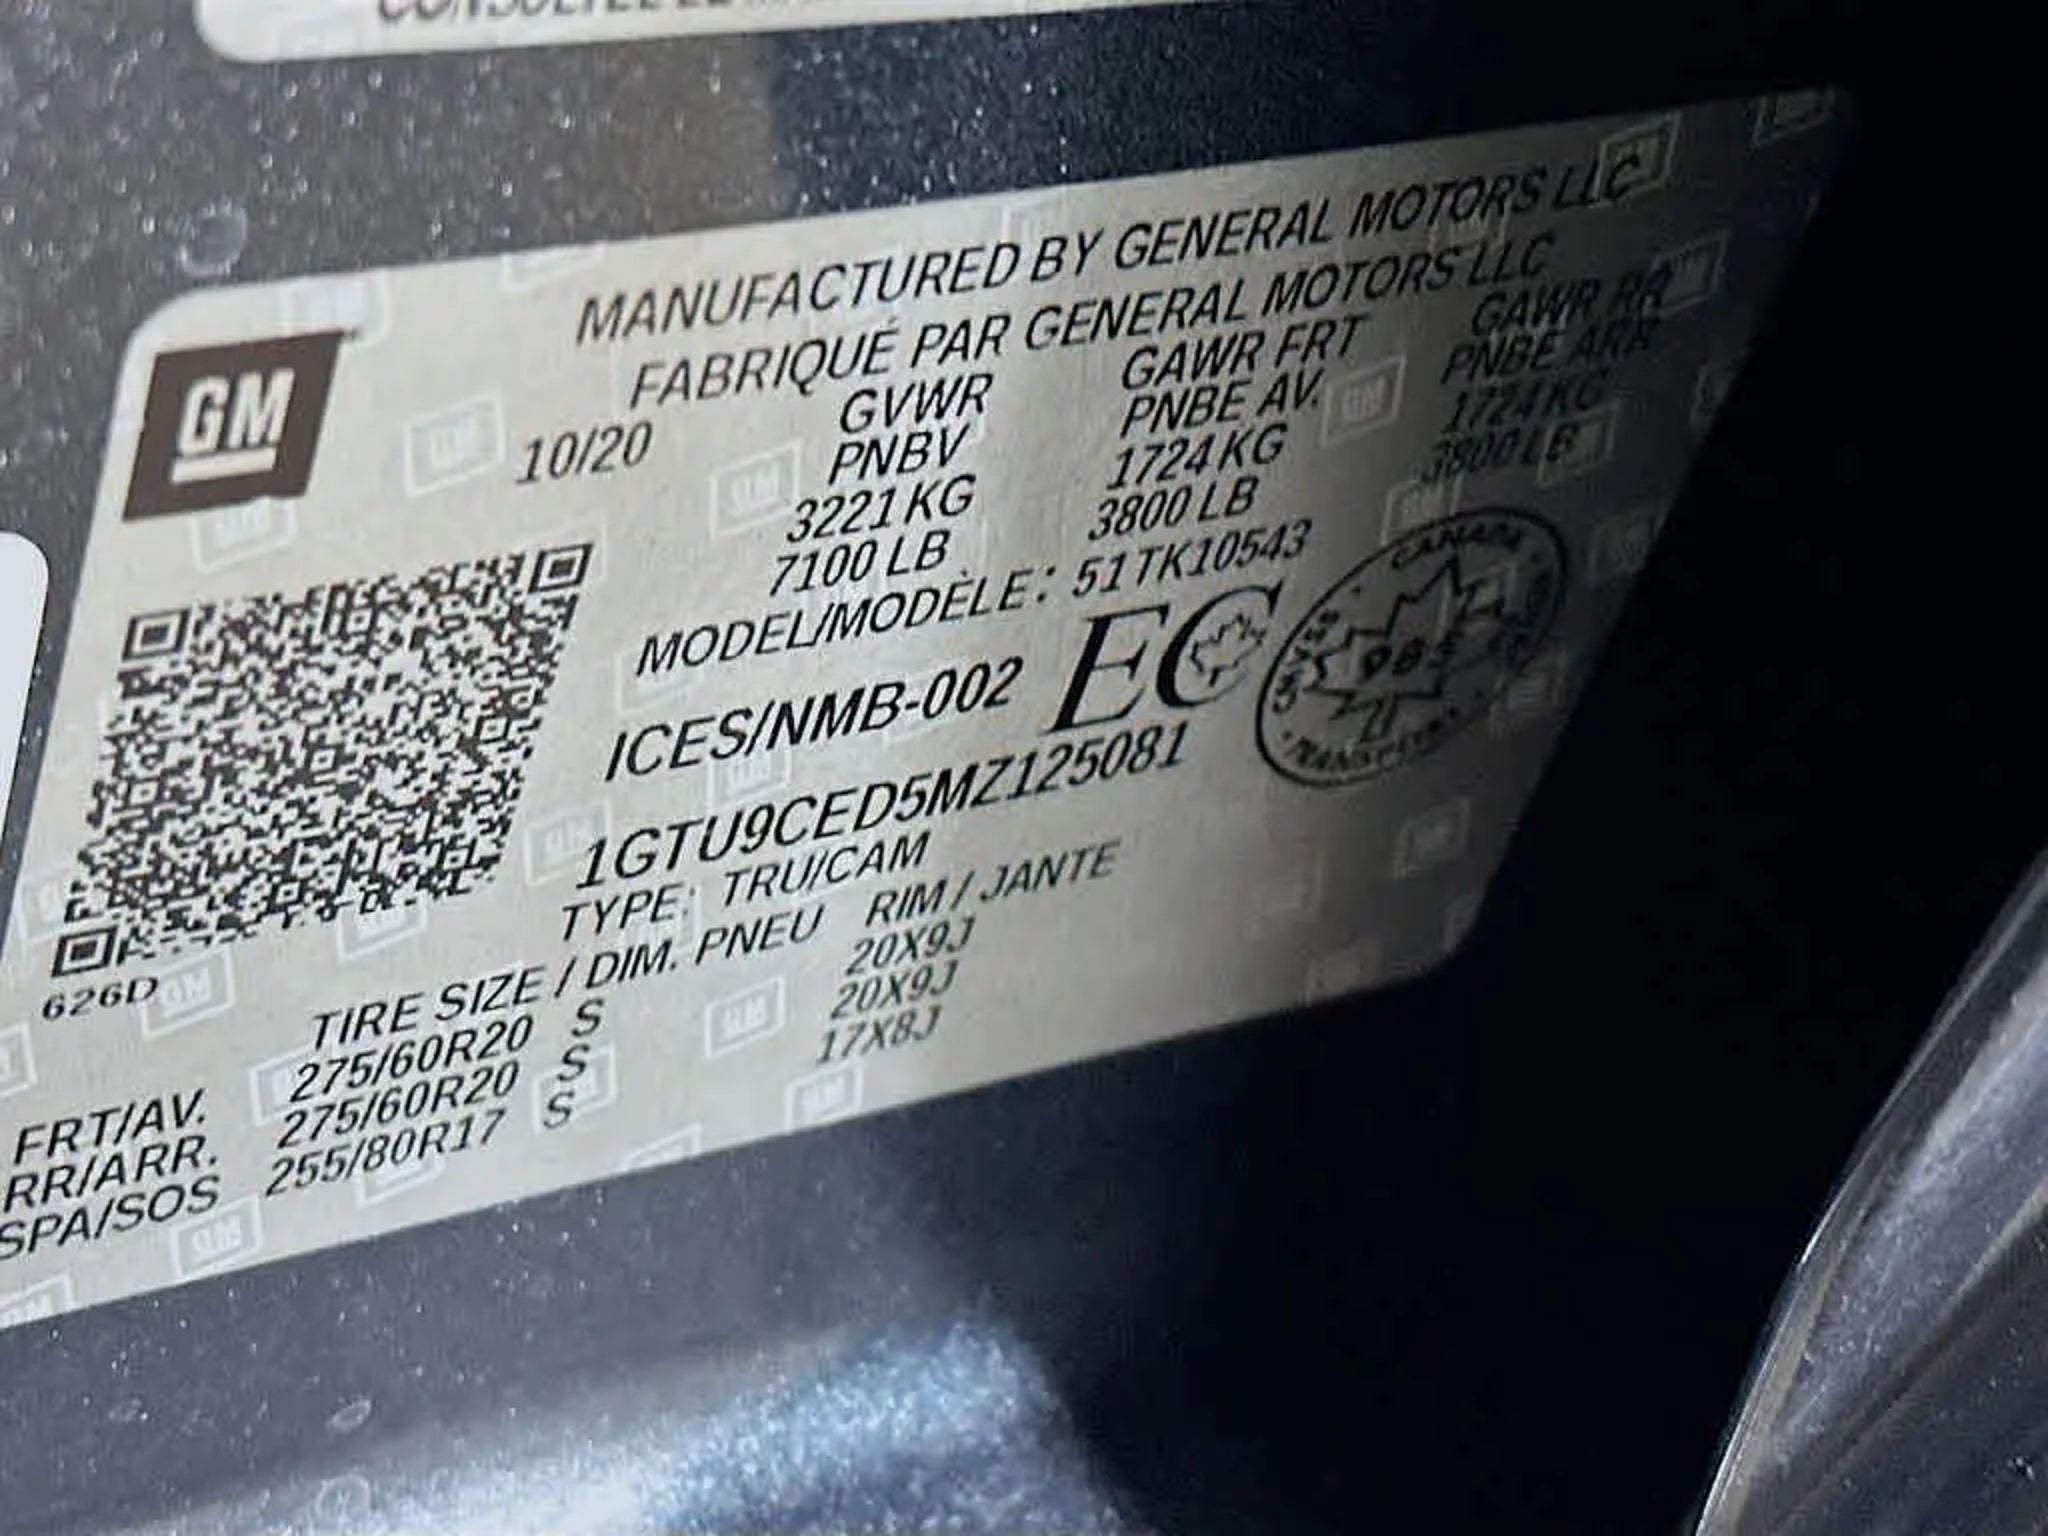 GM
MANUFACTURED BY GENERAL MOTORS LLC
FABRIQUÉ PAR GENERAL MOTORS LLC
10/20 GVWR GAWR FRT GAWR RR
PNBV PNBE AV. PNBE ARR
3221 KG 1724 KG 1724 KG
7100 LB 3800 LB 3800 LB
MODEL/MODÈLE: 51TK10543
ICES/NMB-002 EC
CANADA
TRANSPORT
1GTU9CED5MZ125081
TYPE: TRU/CAM
626D
TIRE SIZE / DIM. PNEU RIM / JANTE
FRT/AV. 275/60R20 S 20X9J
RR/ARR. 275/60R20 S 20X9J
SPA/SOS 255/80R17 S 17X8J